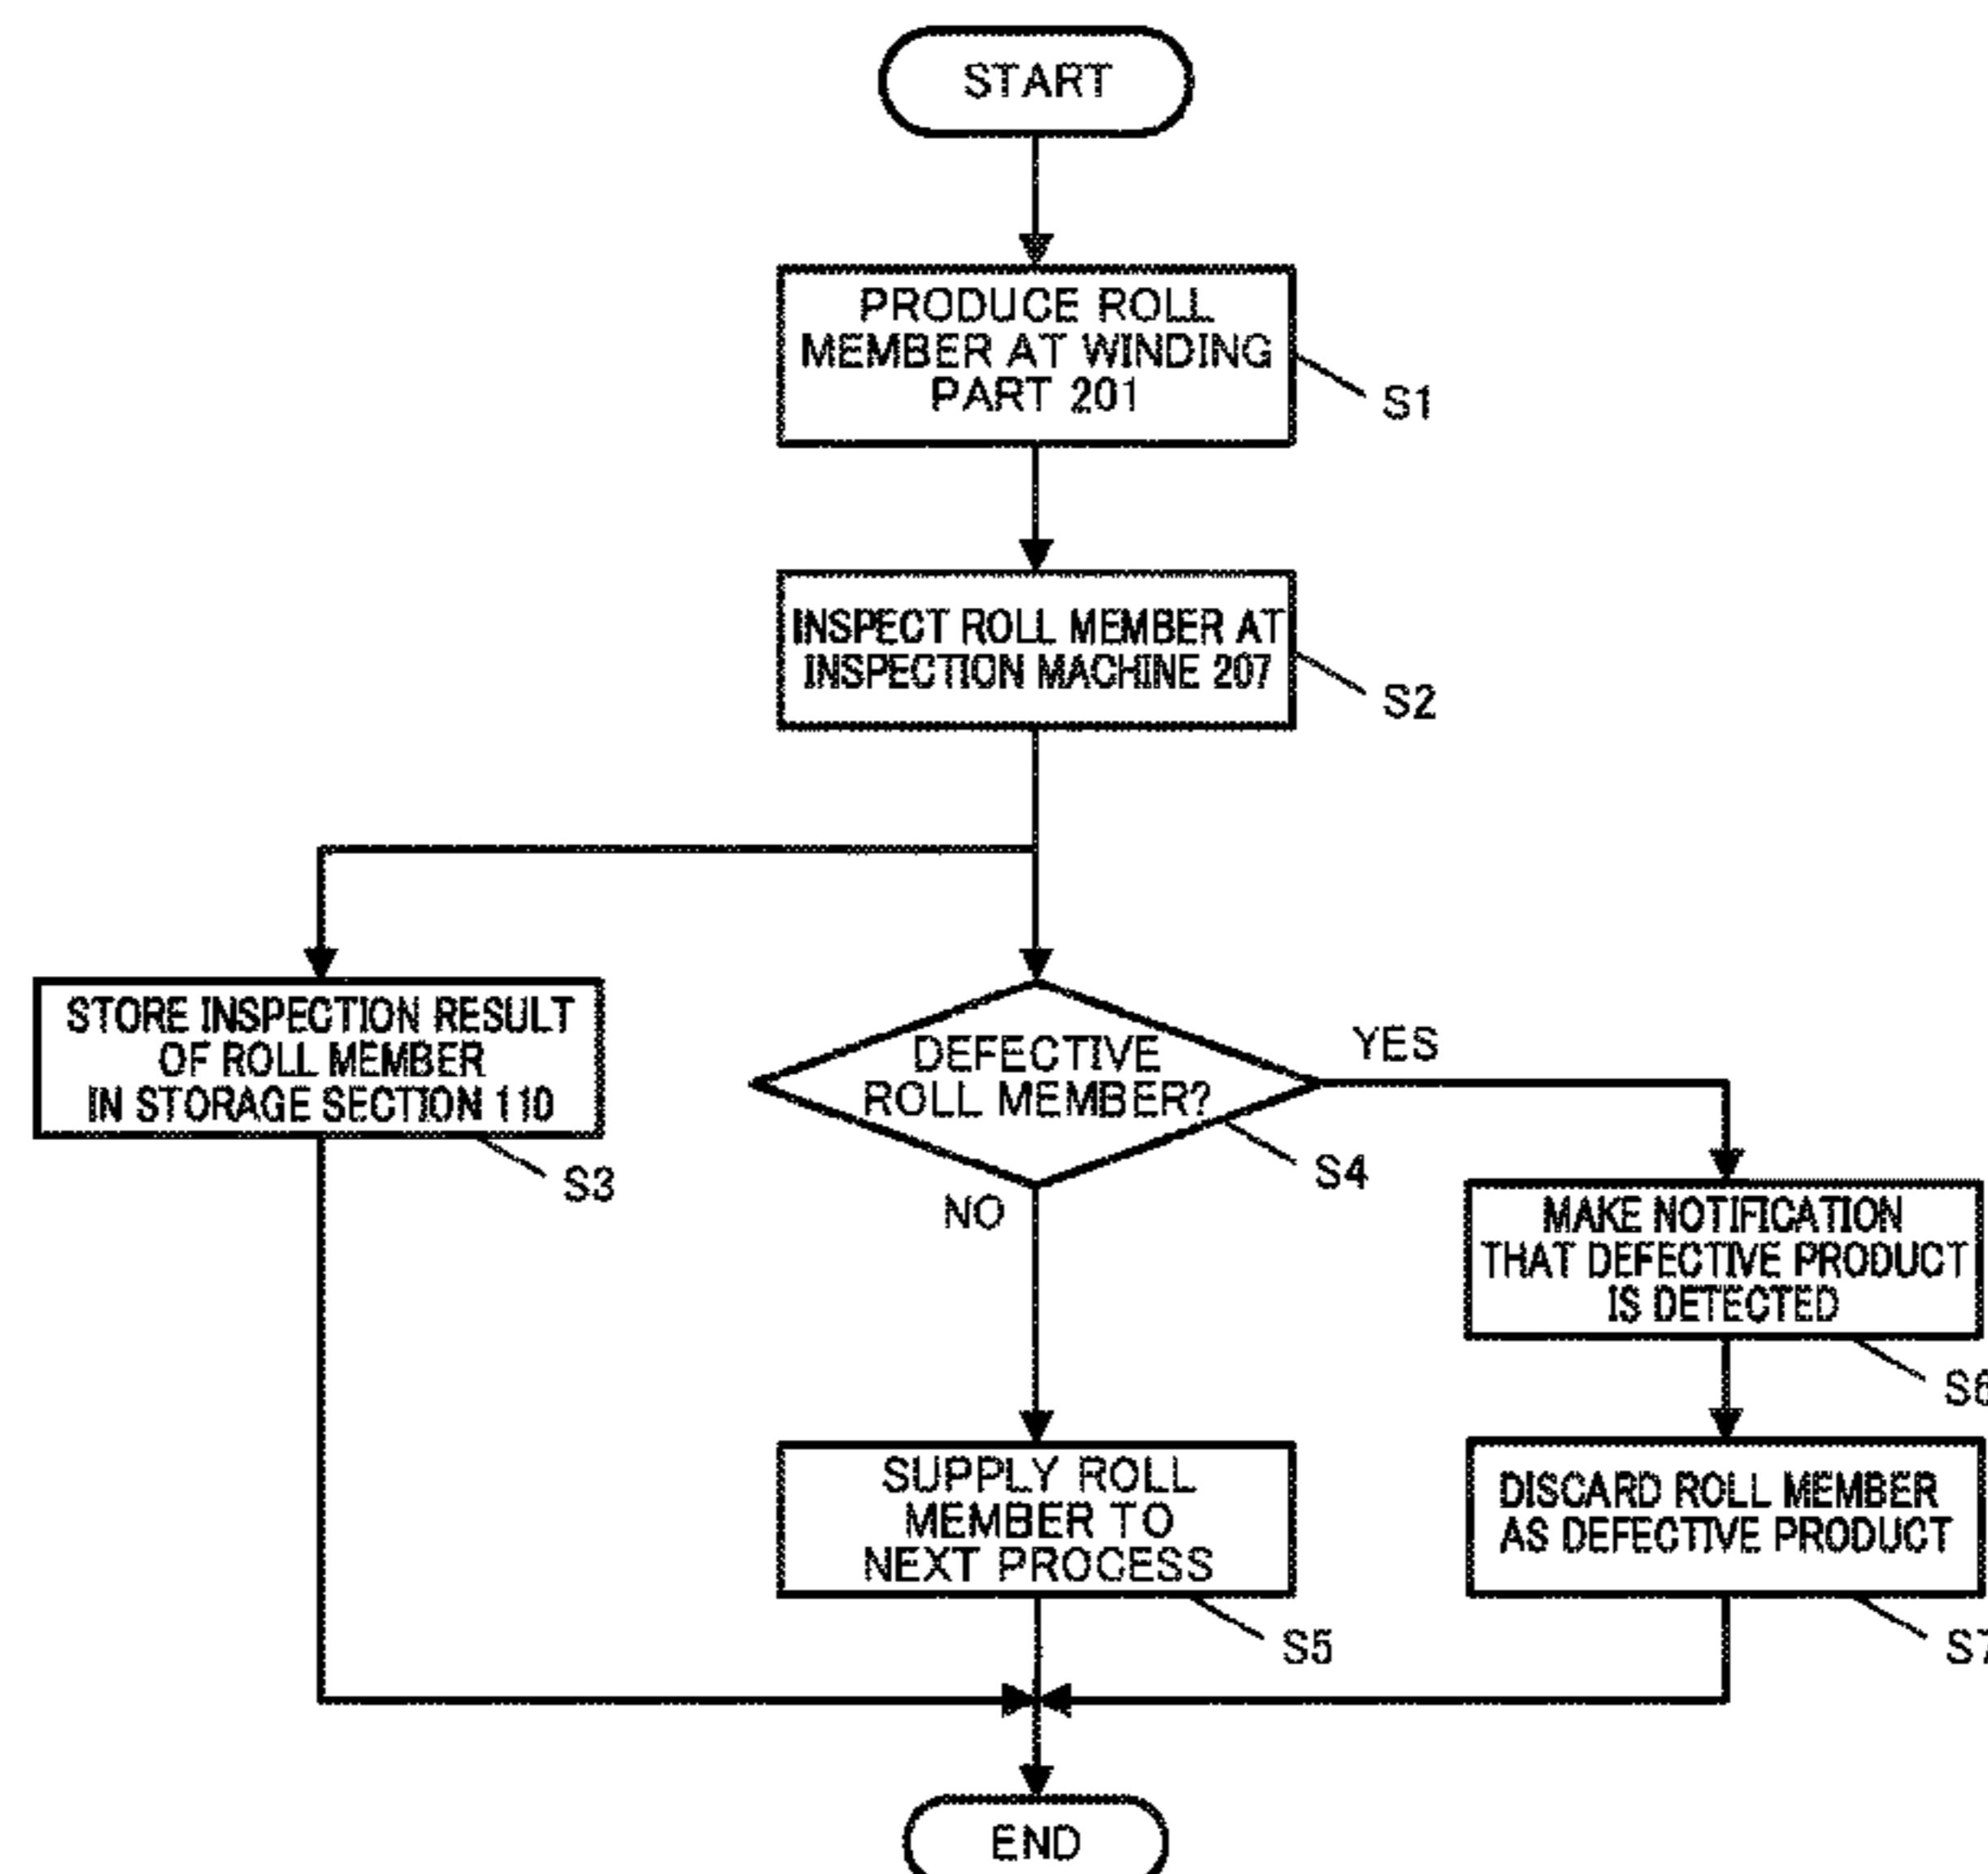 START
PRODUCE ROLL
MEMBER AT WINDING
PART 201
S1
INSPECT ROLL MEMBER AT
INSPECTION MACHINE 207
S2
STORE INSPECTION RESULT
OF ROLL MEMBER
IN STORAGE SECTION 110
S3
DEFECTIVE
ROLL MEMBER?
S4
YES
NO
MAKE NOTIFICATION
THAT DEFECTIVE PRODUCT
IS DETECTED
S6
SUPPLY ROLL
MEMBER TO
NEXT PROCESS
S5
DISCARD ROLL MEMBER
AS DEFECTIVE PRODUCT
S7
END